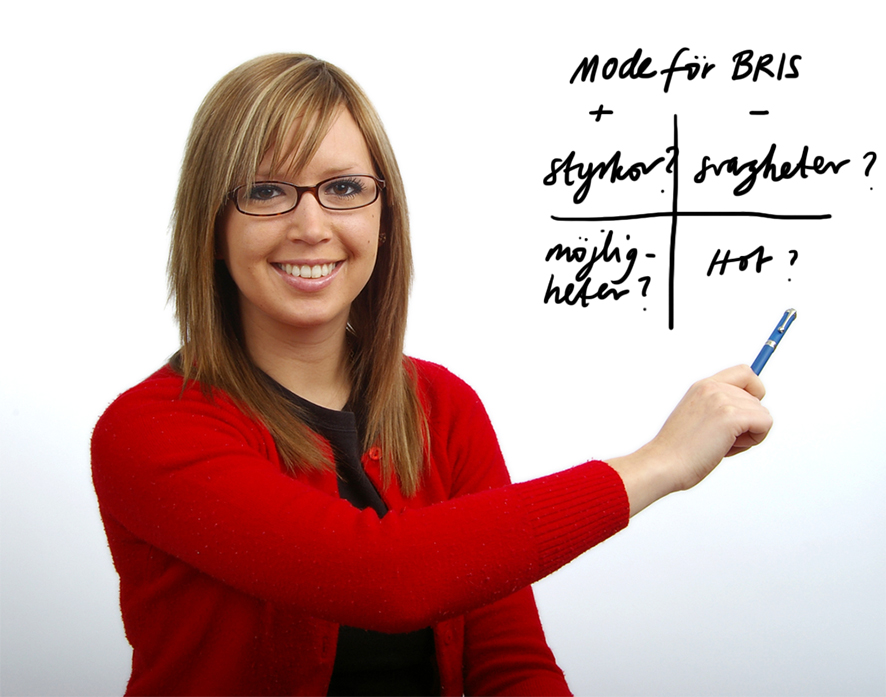 Mode för BRIS
+ -
styrkor? svagheter?
möjlig- Hot?
heter?